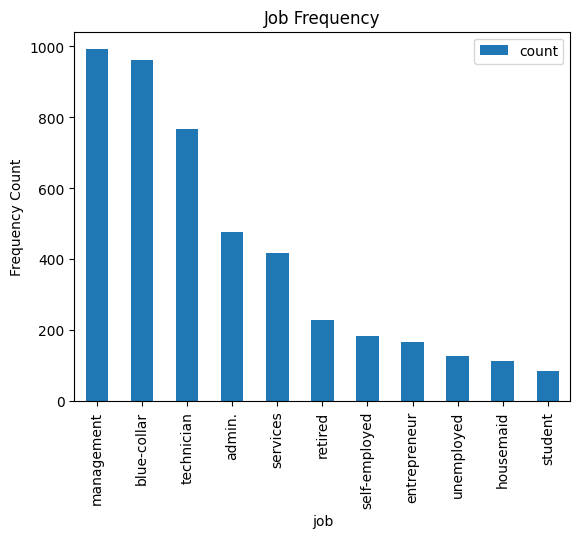 Job Frequency
count
Frequency Count
1000
800
600
400
200
0
management
blue-collar
technician
admin.
services
retired
self-employed
entrepreneur
unemployed
housemaid
student
job